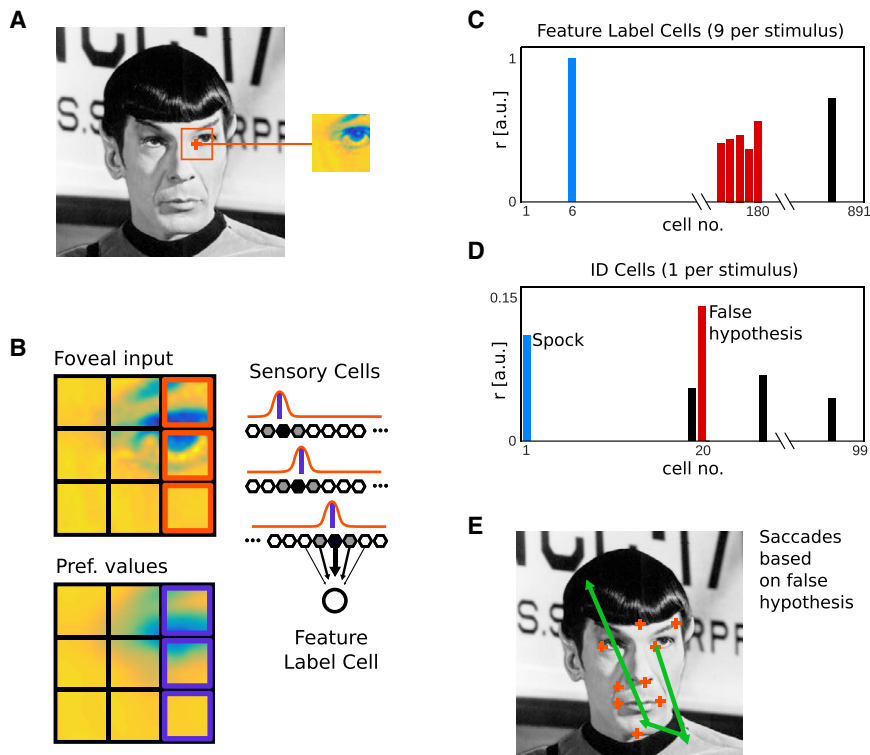 A
B
Foveal input
Sensory Cells
Pref. values
Feature
Label Cell
C
Feature Label Cells (9 per stimulus)
r [a.u.]
1
0
1
6
180
891
cell no.
D
ID Cells (1 per stimulus)
r [a.u.]
0.15
0
Spock
False
hypothesis
1
20
99
cell no.
E
Saccades
based
on false
hypothesis